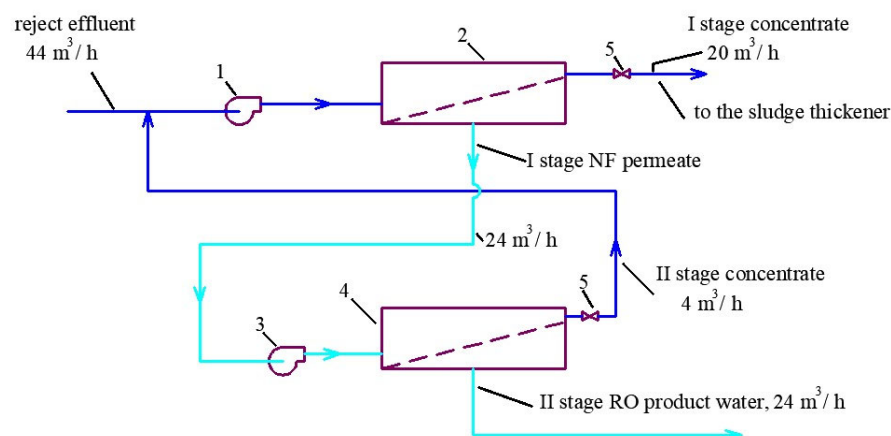 reject effluent
44 m³/h
1
2
5
I stage concentrate
20 m³/h
to the sludge thickener
I stage NF permeate
24 m³/h
3
4
5
II stage concentrate
4 m³/h
II stage RO product water, 24 m³/h